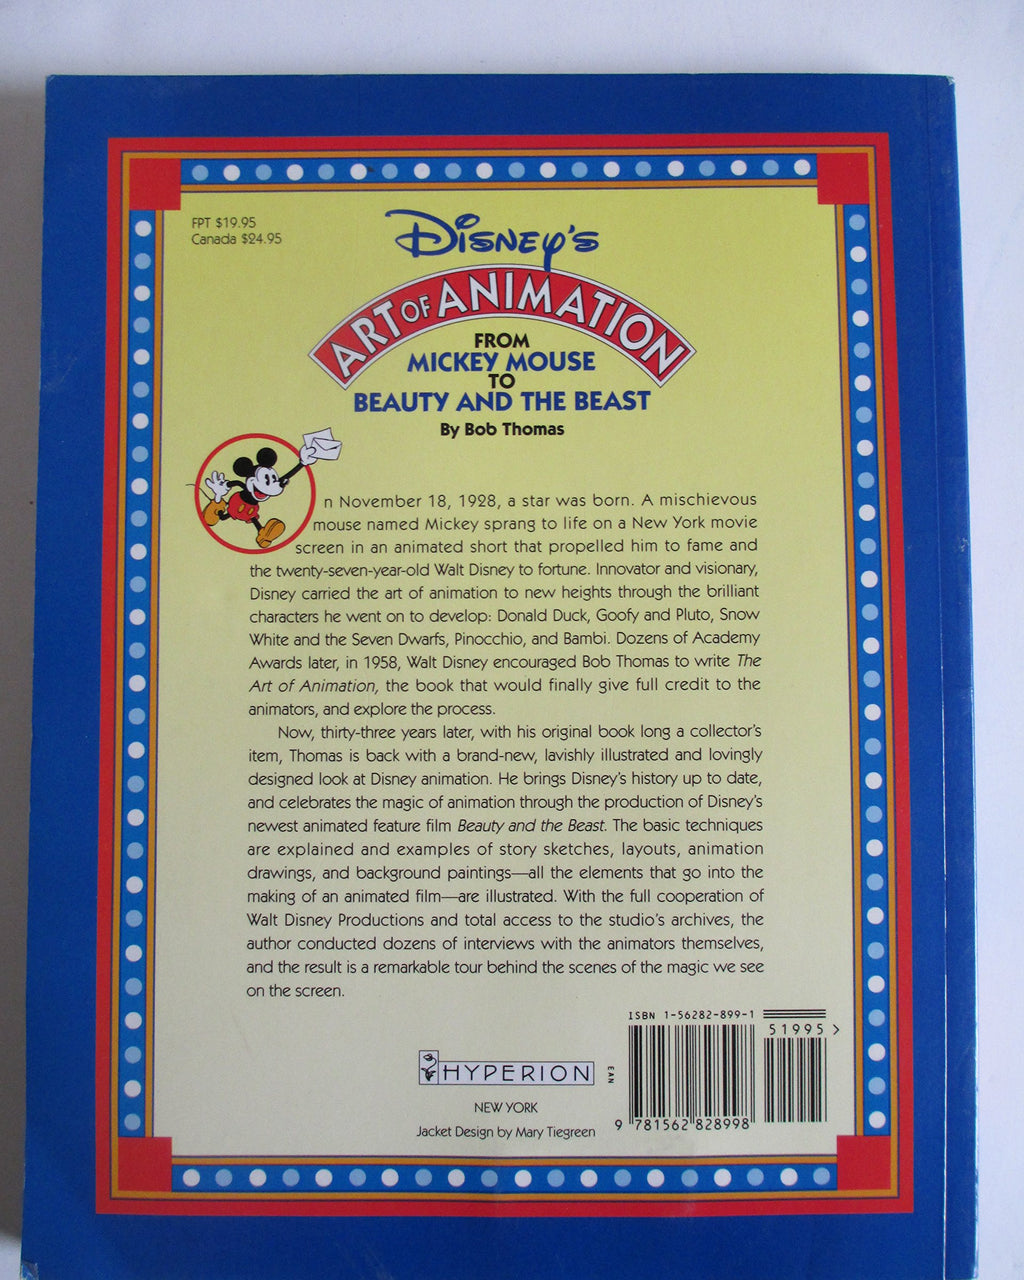 FPT $19.95
Canada $24.95
DISNEY'S
ART OF ANIMATION
FROM
MICKEY MOUSE
TO
BEAUTY AND THE BEAST
By Bob Thomas
n November 18, 1928, a star was born. A mischievous
mouse named Mickey sprang to life on a New York movie
screen in an animated short that propelled him to fame and
the twenty-seven-year-old Walt Disney to fortune. Innovator and visionary,
Disney carried the art of animation to new heights through the brilliant
characters he went on to develop: Donald Duck, Goofy and Pluto, Snow
White and the Seven Dwarfs, Pinocchio, and Bambi. Dozens of Academy
Awards later, in 1958, Walt Disney encouraged Bob Thomas to write The
Art of Animation, the book that would finally give full credit to the
animators, and explore the process.
Now, thirty-three years later, with his original book long a collector's
item, Thomas is back with a brand-new, lavishly illustrated and lovingly
designed look at Disney animation. He brings Disney's history up to date,
and celebrates the magic of animation through the production of Disney's
newest animated feature film Beauty and the Beast. The basic techniques
are explained and examples of story sketches, layouts, animation
drawings, and background paintings—all the elements that go into the
making of an animated film—are illustrated. With the full cooperation of
Walt Disney Productions and total access to the studio's archives, the
author conducted dozens of interviews with the animators themselves,
and the result is a remarkable tour behind the scenes of the magic we see
on the screen.
ISBN 1-56282-899-1
51995 >
EAN
9 781562 828998
HYPERION
NEW YORK
Jacket Design by Mary Tiegreen